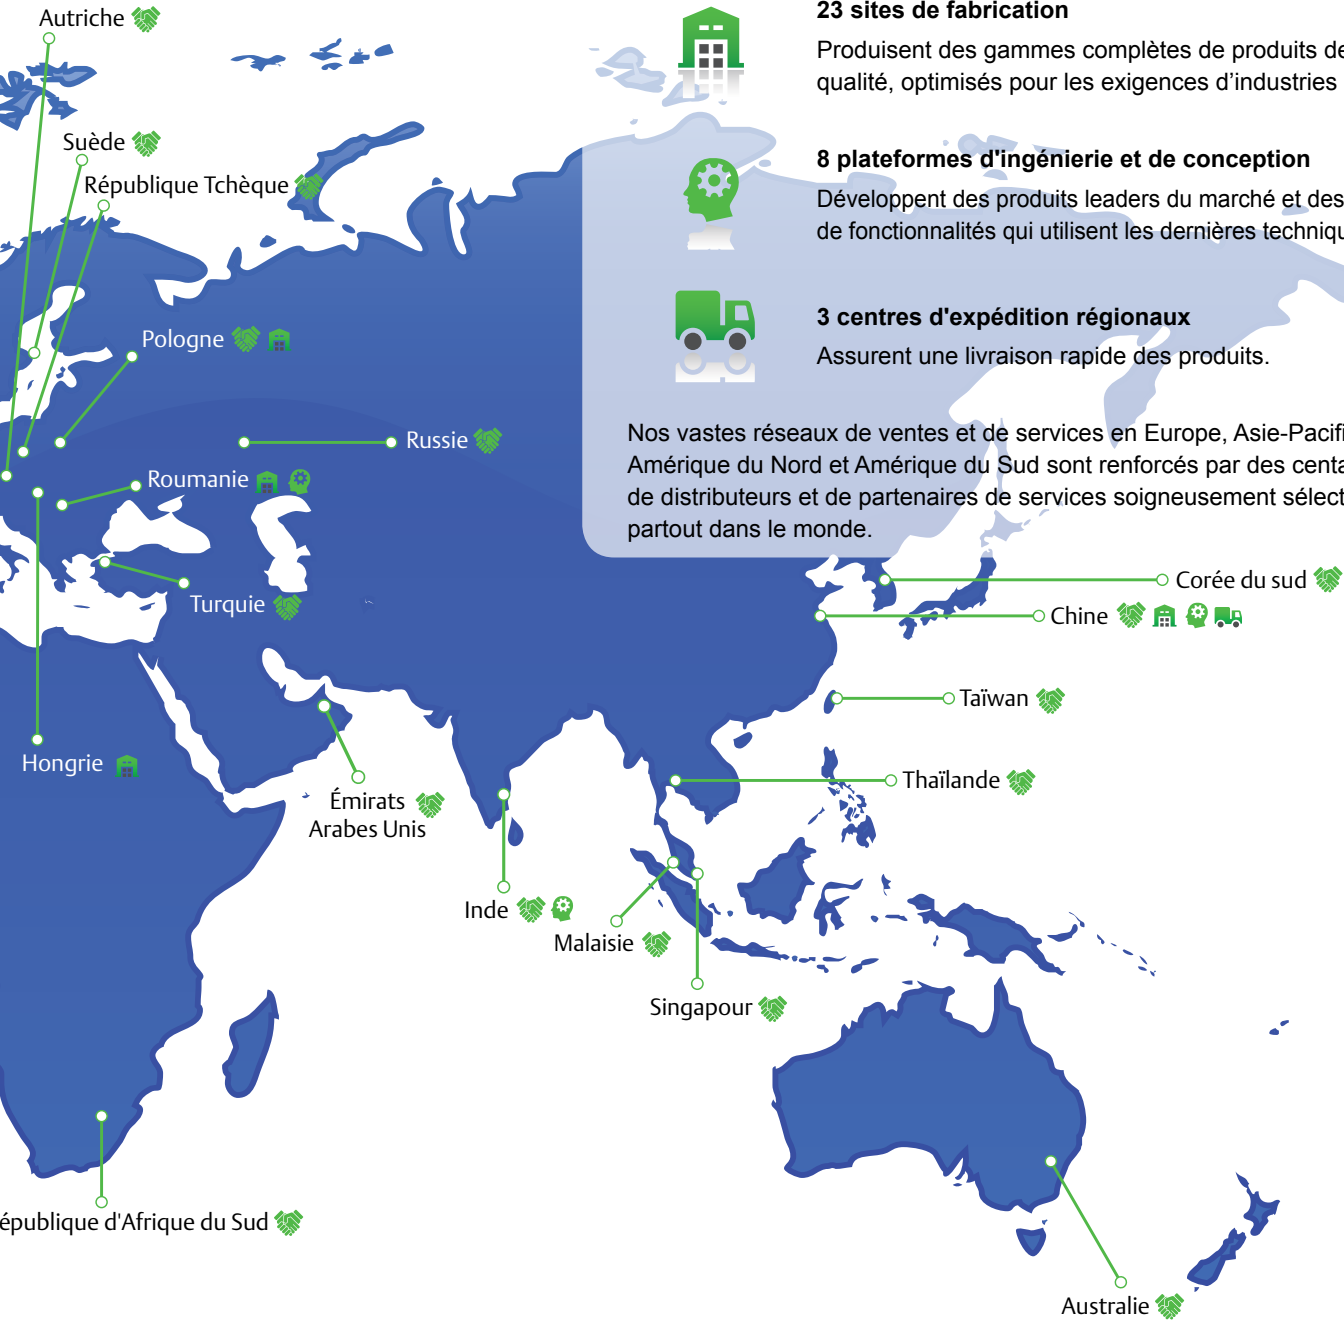 Autriche
23 sites de fabrication
Produisent des gammes complètes de produits de
qualité, optimisés pour les exigences d’industries
Suède
République Tchèque
8 plateformes d'ingénierie et de conception
Développent des produits leaders du marché et des
de fonctionnalités qui utilisent les dernières
3 centres d'expédition régionaux
Assurent une livraison rapide des produits.
Pologne
Russie
Nos vastes réseaux de ventes et de services en Europe,
Amérique du Nord et Amérique du Sud sont renforcés par des
de distributeurs et de partenaires de services soigneusement
partout dans le monde.
Roumanie
Turquie
Corée du sud
Chine
Taïwan
Hongrie
Thaïlande
Émirats
Arabes Unis
Inde
Malaisie
Singapour
épublique d'Afrique du Sud
Australie